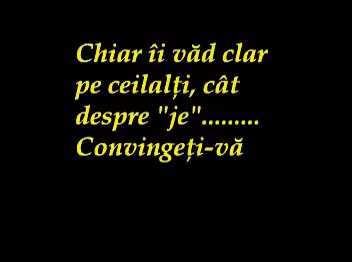 Chiar îi văd clar
pe ceilalți, cât
despre "je".........
Convingeți-vă